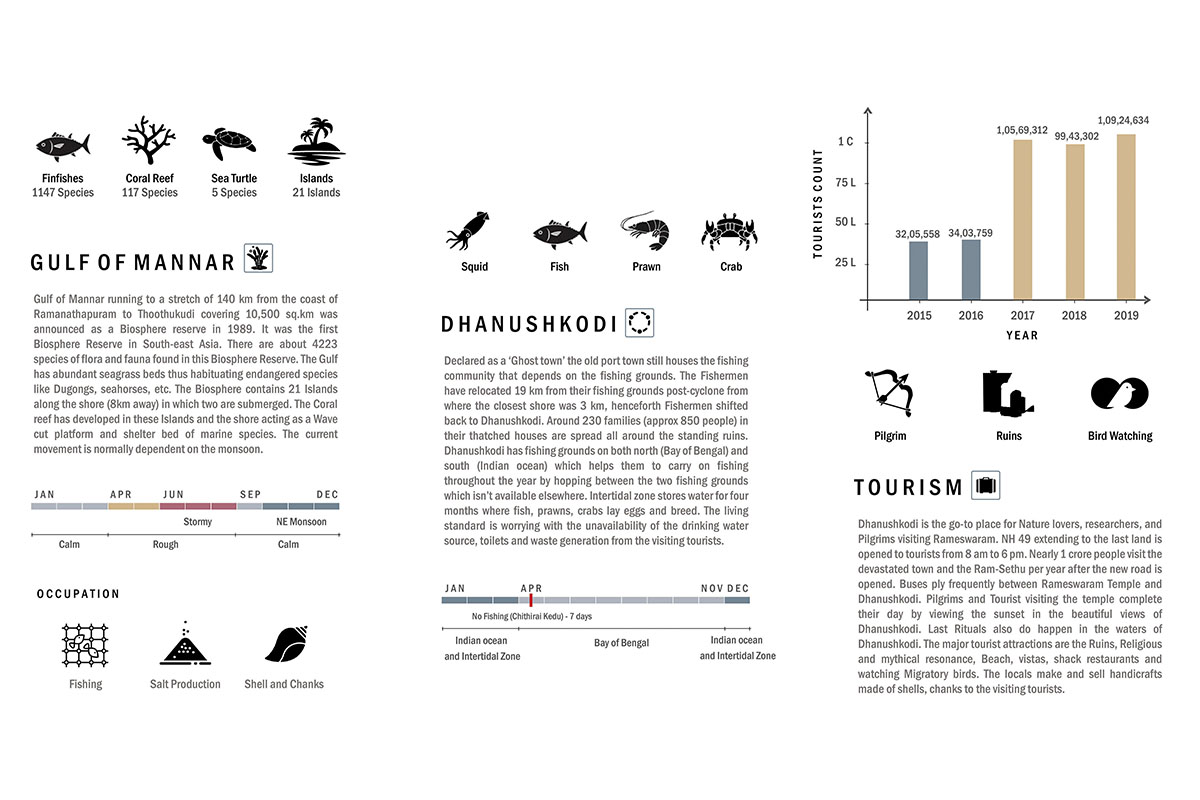 Finfishes
1147 Species
Coral Reef
117 Species
Sea Turtle
5 Species
Islands
21 Islands
GULF OF MANNAR
Gulf of Mannar running to a stretch of 140 km from the coast of
Ramanathapuram to Thoothukudi covering 10,500 sq.km was
announced as a Biosphere reserve in 1989. It was the first
Biosphere Reserve in South-east Asia. There are about 4223
species of flora and fauna found in this Biosphere Reserve. The Gulf
has abundant seagrass beds thus habituating endangered species
like Dugongs, seahorses, etc. The Biosphere contains 21 Islands
along the shore (8km away) in which two are submerged. The Coral
reef has developed in these Islands and the shore acting as a Wave
cut platform and shelter bed of marine species. The current
movement is normally dependent on the monsoon.
JAN APR JUN SEP DEC
Stormy NE Monsoon
Calm Rough Calm
OCCUPATION
Fishing
Salt Production
Shell and Chanks
Squid
Fish
Prawn
Crab
DHANUSHKODI
Declared as a ‘Ghost town’ the old port town still houses the fishing
community that depends on the fishing grounds. The Fishermen
have relocated 19 km from their fishing grounds post-cyclone from
where the closest shore was 3 km, henceforth Fishermen shifted
back to Dhanushkodi. Around 230 families (approx 850 people) in
their thatched houses are spread all around the standing ruins.
Dhanushkodi has fishing grounds on both north (Bay of Bengal) and
south (Indian ocean) which helps them to carry on fishing
throughout the year by hopping between the two fishing grounds
which isn’t available elsewhere. Intertidal zone stores water for four
months where fish, prawns, crabs lay eggs and breed. The living
standard is worrying with the unavailability of the drinking water
source, toilets and waste generation from the visiting tourists.
JAN APR NOV DEC
No Fishing (Chithirai Kedu) - 7 days
Indian ocean
and Intertidal Zone
Bay of Bengal
Indian ocean
and Intertidal Zone
TOURISTS COUNT
1 C
75 L
50 L
25 L
32,05,558
34,03,759
1,05,69,312
99,43,302
1,09,24,634
2015 2016 2017 2018 2019
YEAR
Pilgrim
Ruins
Bird Watching
TOURISM
Dhanushkodi is the go-to place for Nature lovers, researchers, and
Pilgrims visiting Rameswaram. NH 49 extending to the last land is
opened to tourists from 8 am to 6 pm. Nearly 1 crore people visit the
devastated town and the Ram-Sethu per year after the new road is
opened. Buses ply frequently between Rameswaram Temple and
Dhanushkodi. Pilgrims and Tourist visiting the temple complete
their day by viewing the sunset in the beautiful views of
Dhanushkodi. Last Rituals also do happen in the waters of
Dhanushkodi. The major tourist attractions are the Ruins, Religious
and mythical resonance, Beach, vistas, shack restaurants and
watching Migratory birds. The locals make and sell handicrafts
made of shells, chanks to the visiting tourists.